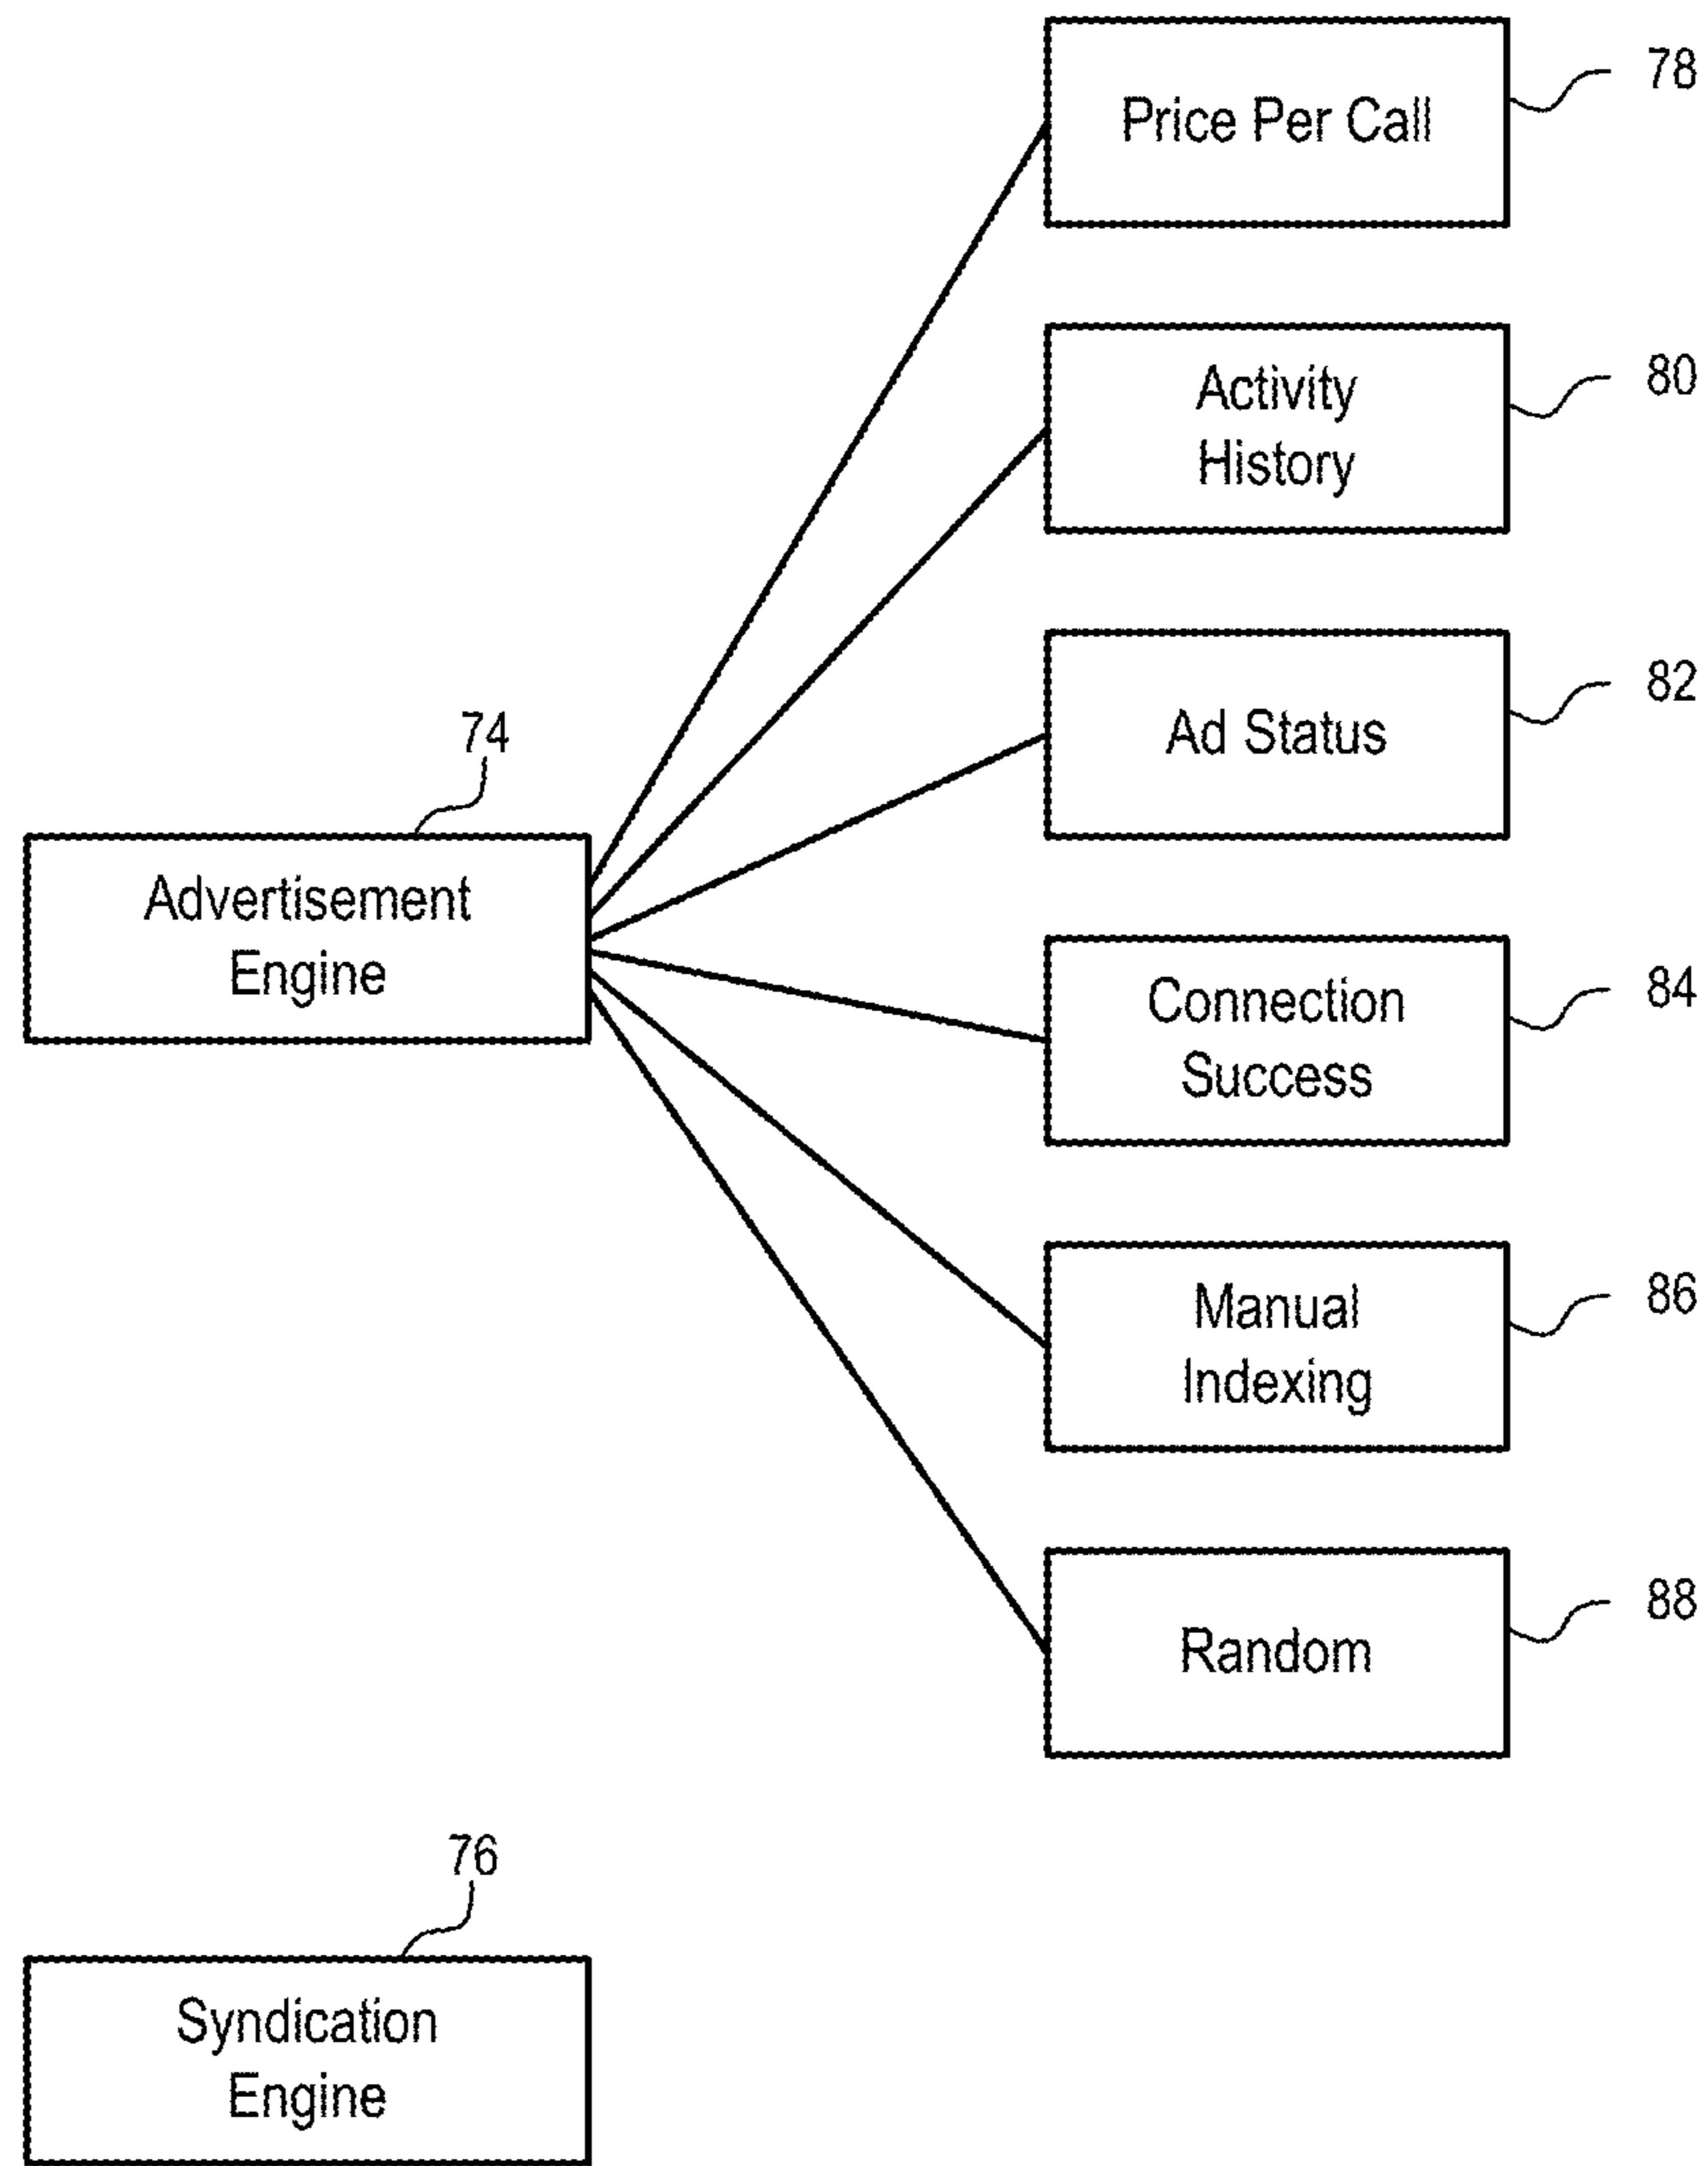 78
Price Per Call
80
Activity
History
82
Ad Status
74
Advertisement
Engine
84
Connection
Success
86
Manual
Indexing
88
Random
76
Syndication
Engine